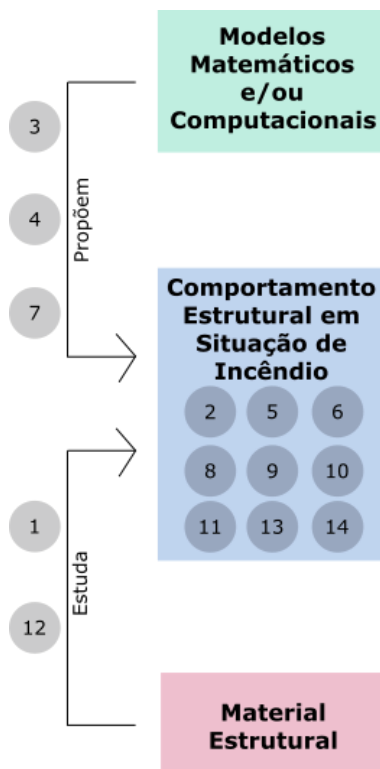 Modelos
Matemáticos
e/ou
Computacionais
3
4
7
Propõem
Comportamento
Estrutural em
Situação de
Incêndio
2 5 6
8 9 10
11 13 14
1
12
Estuda
Material
Estrutural